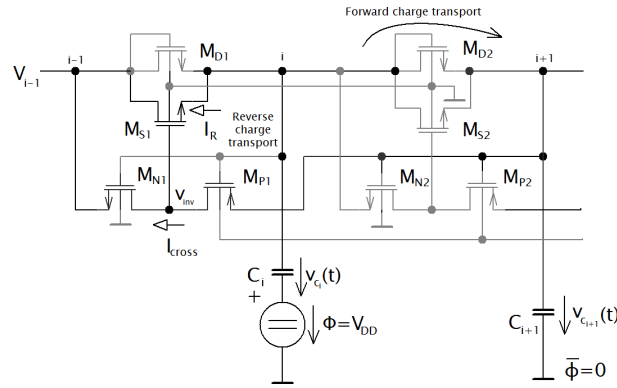 Forward charge transport
i-1
M_D1
i
M_D2
i+1
V_i-1
M_S1
I_R
Reverse
charge
transport
M_S2
M_N1
v_inv
M_P1
M_N2
M_P2
I_cross
C_i
+
v_ci(t)
Φ=V_DD
C_i+1
v_ci+1(t)
ϕ̅=0